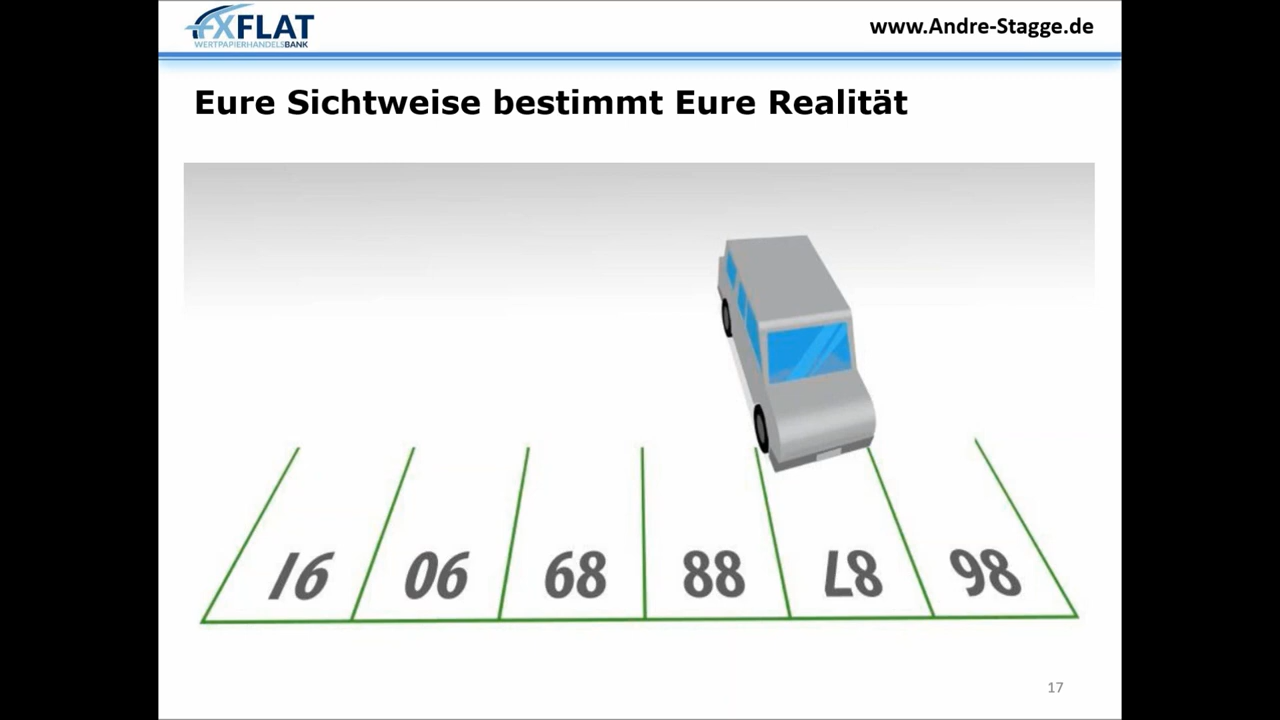 FXFLAT
WERTPAPIERHANDELSBANK
www.Andre-Stagge.de
Eure Sichtweise bestimmt Eure Realität
16 06 68 88 L8 98
17